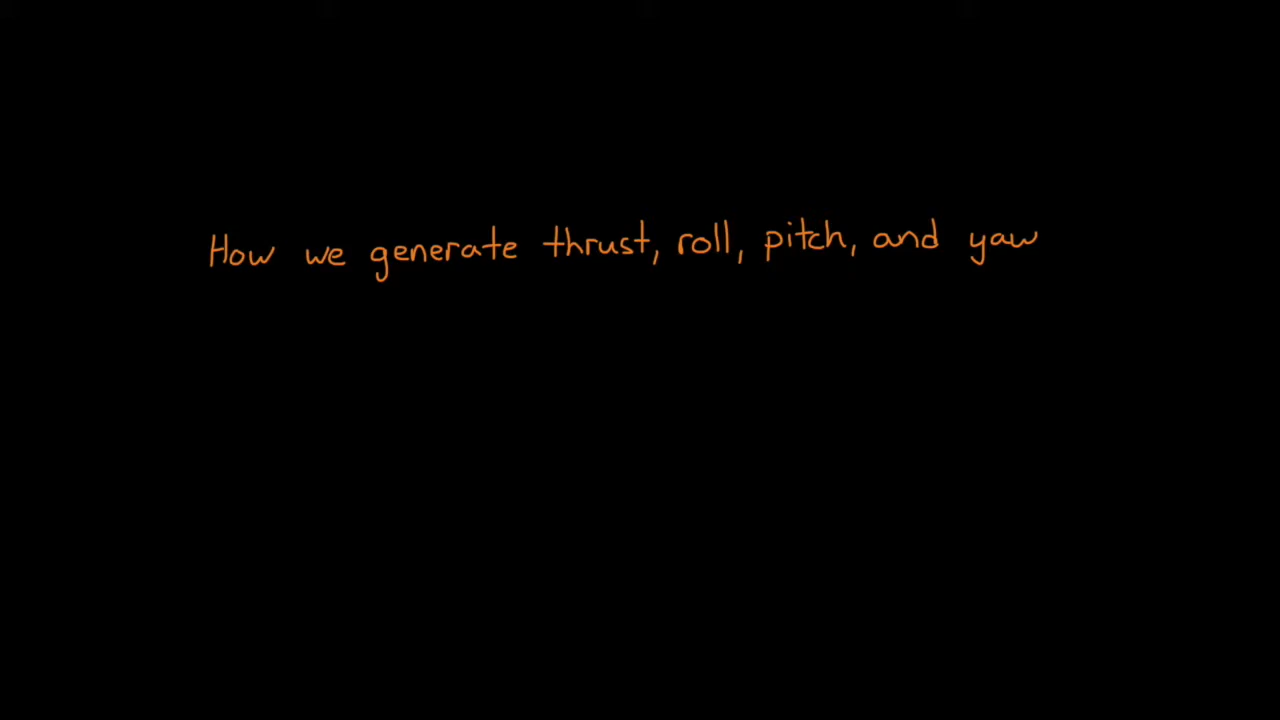 How we generate thrust, roll, pitch, and yaw